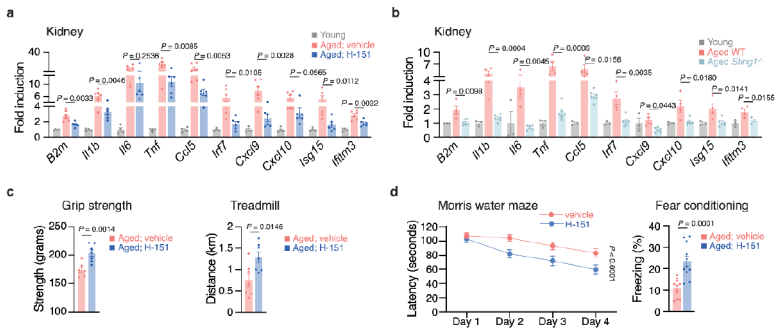 a
Kidney
Young
Aged; vehicle
Aged; H-151
Fold induction
40
20
10
6
4
2
0
P = 0.0033
P = 0.0046
P = 0.2538
P = 0.0085
P = 0.0053
P = 0.0105
P = 0.0028
P = 0.0565
P = 0.0112
P = 0.0032
B2m
Il1b
Il6
Tnf
Ccl5
Irf7
Cxcl9
Cxcl10
Isg15
Ifitm3
b
Kidney
Young
Aged WT
Aged Sting1-/-
Fold induction
10
8
6
4
3
2
1
0
P = 0.0098
P = 0.0004
P = 0.0045
P = 0.0006
P = 0.0156
P = 0.0035
P = 0.0443
P = 0.0180
P = 0.0141
P = 0.0155
B2m
Il1b
Il6
Tnf
Ccl5
Irf7
Cxcl9
Cxcl10
Isg15
Ifitm3
c
Grip strength
Aged; vehicle
Aged; H-151
P = 0.0014
Strength (grams)
250
200
150
100
Treadmill
Aged; vehicle
Aged; H-151
P = 0.0146
Distance (km)
2.0
1.5
1.0
0.5
0
d
Morris water maze
vehicle
H-151
Latency (seconds)
120
100
80
60
40
20
0
P < 0.0001
Day 1
Day 2
Day 3
Day 4
Fear conditioning
Aged; vehicle
Aged; H-151
P = 0.0001
Freezing (%)
40
30
20
10
0